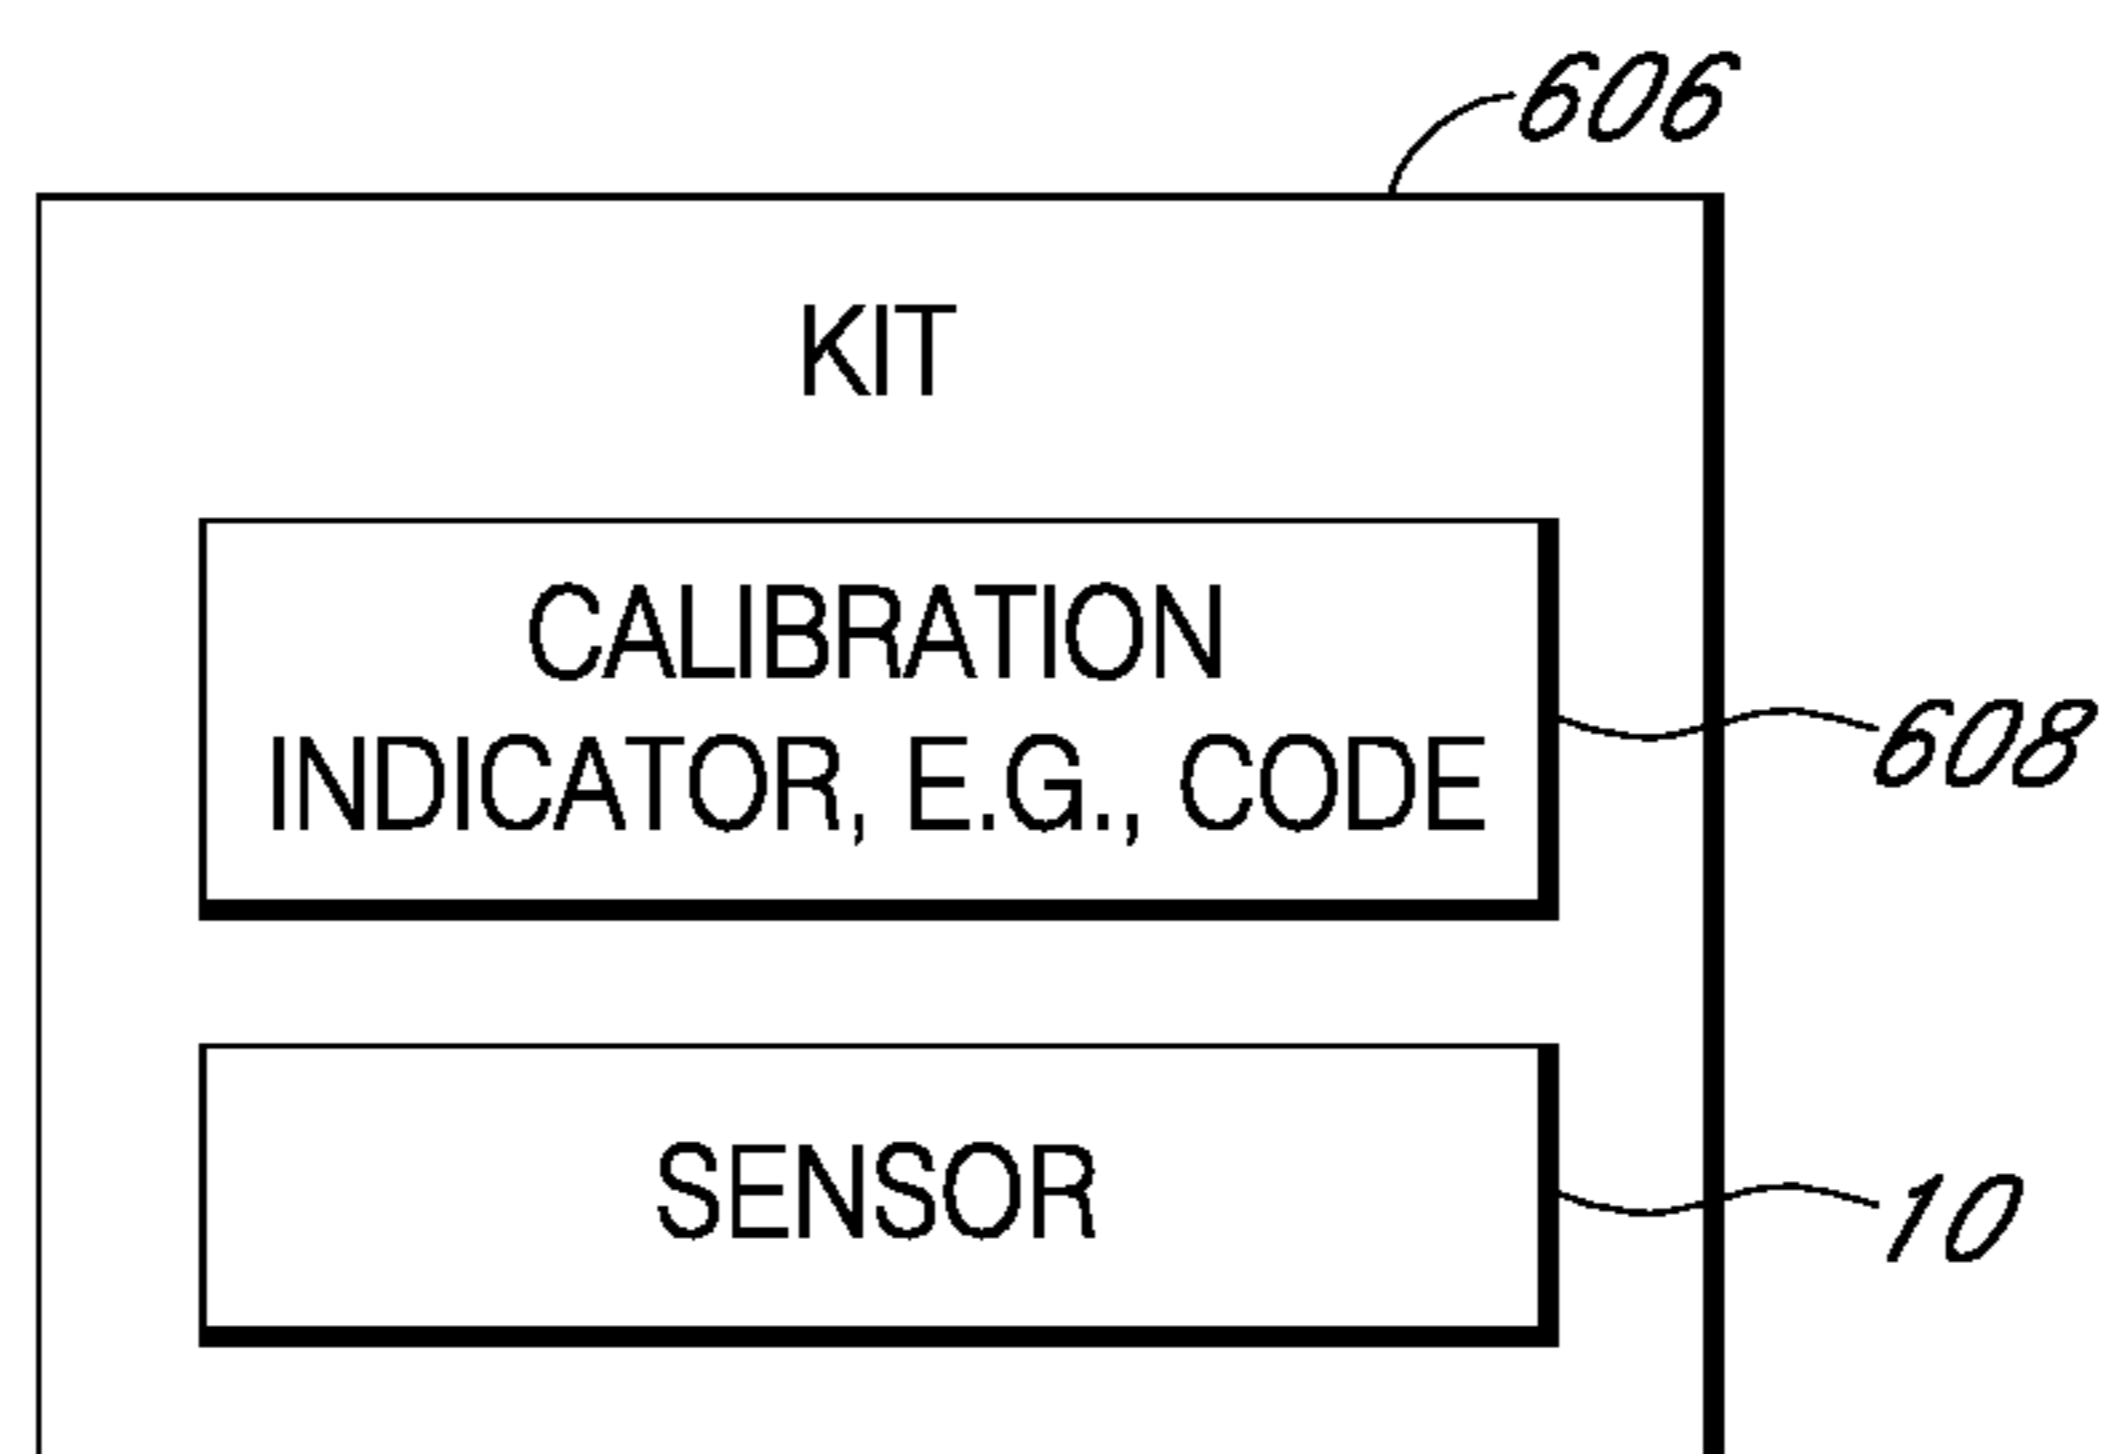 606
KIT
CALIBRATION
INDICATOR, E.G., CODE
608
SENSOR
10